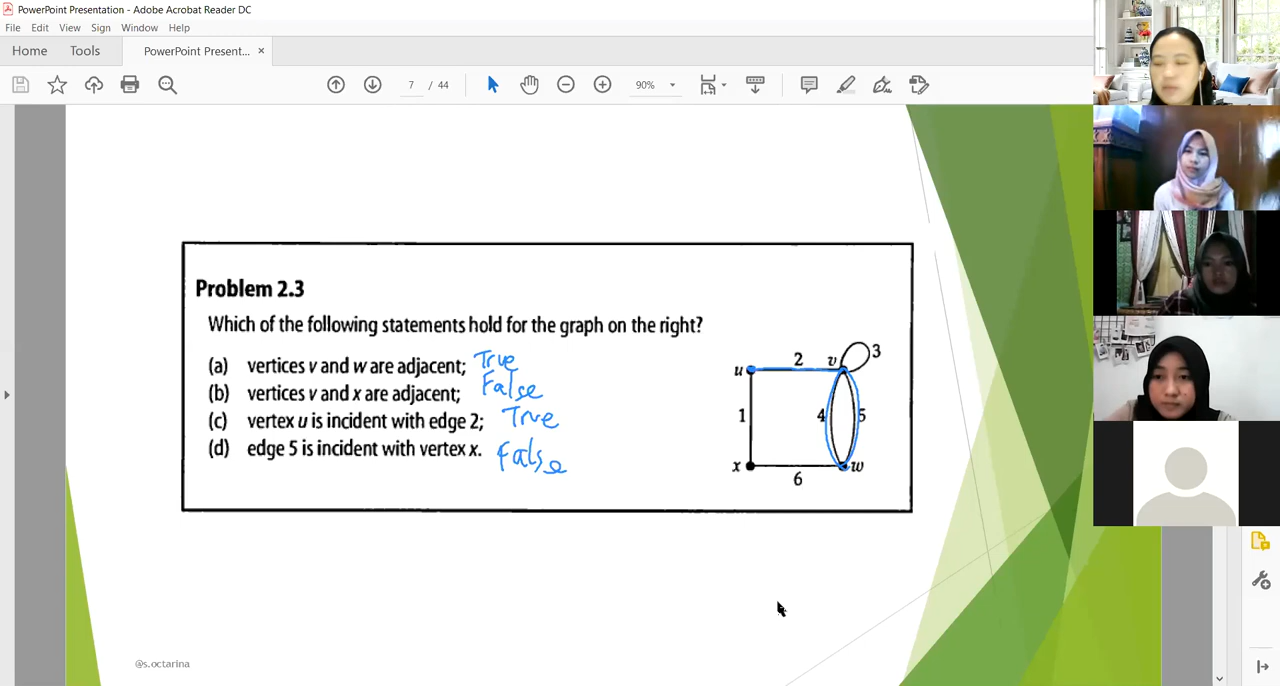 PowerPoint Presentation - Adobe Acrobat Reader DC
File Edit View Sign Window Help
Home Tools PowerPoint Present... ×
7 / 44 90%
Problem 2.3
Which of the following statements hold for the graph on the right?
(a) vertices v and w are adjacent; True
(b) vertices v and x are adjacent; False
(c) vertex u is incident with edge 2; True
(d) edge 5 is incident with vertex x. False
2 v 3
u
1 4 5
x w
6
@s.octarina